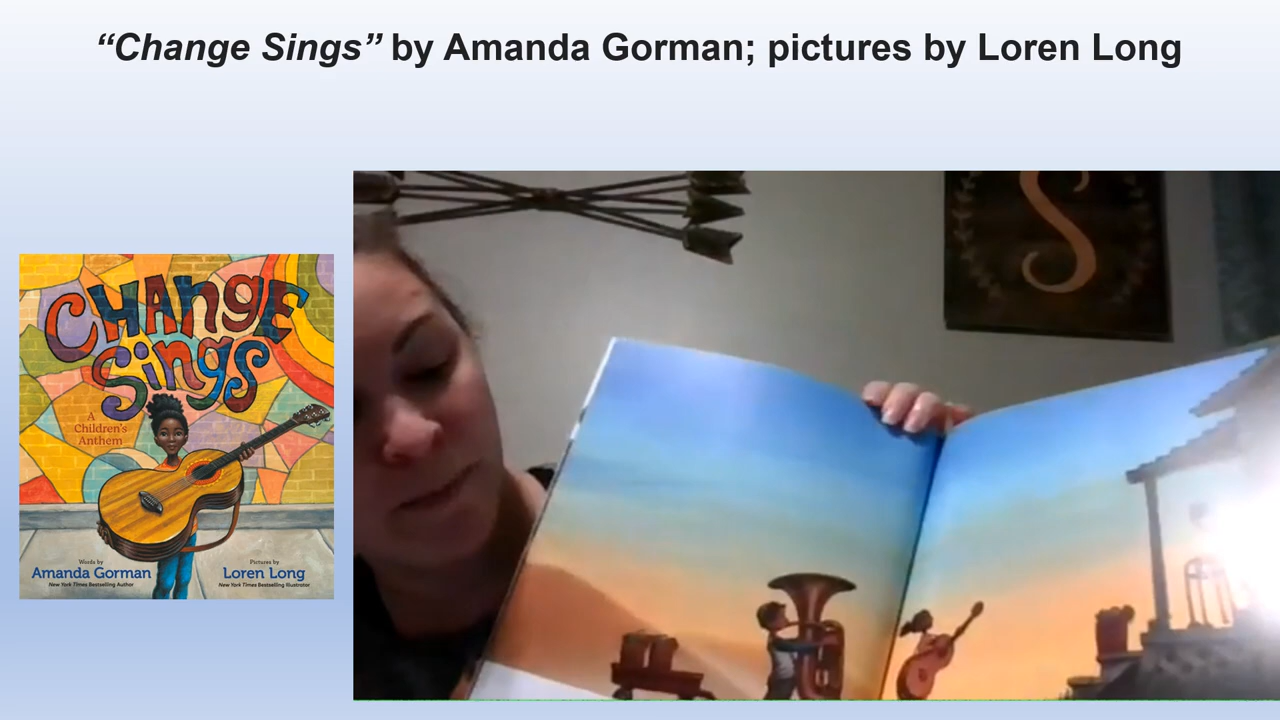 “Change Sings” by Amanda Gorman; pictures by Loren Long
CHANGE
Sings
A
Children's
Anthem
Words by
Amanda Gorman
New York Times Bestselling Author
Pictures by
Loren Long
New York Times Bestselling Illustrator
S